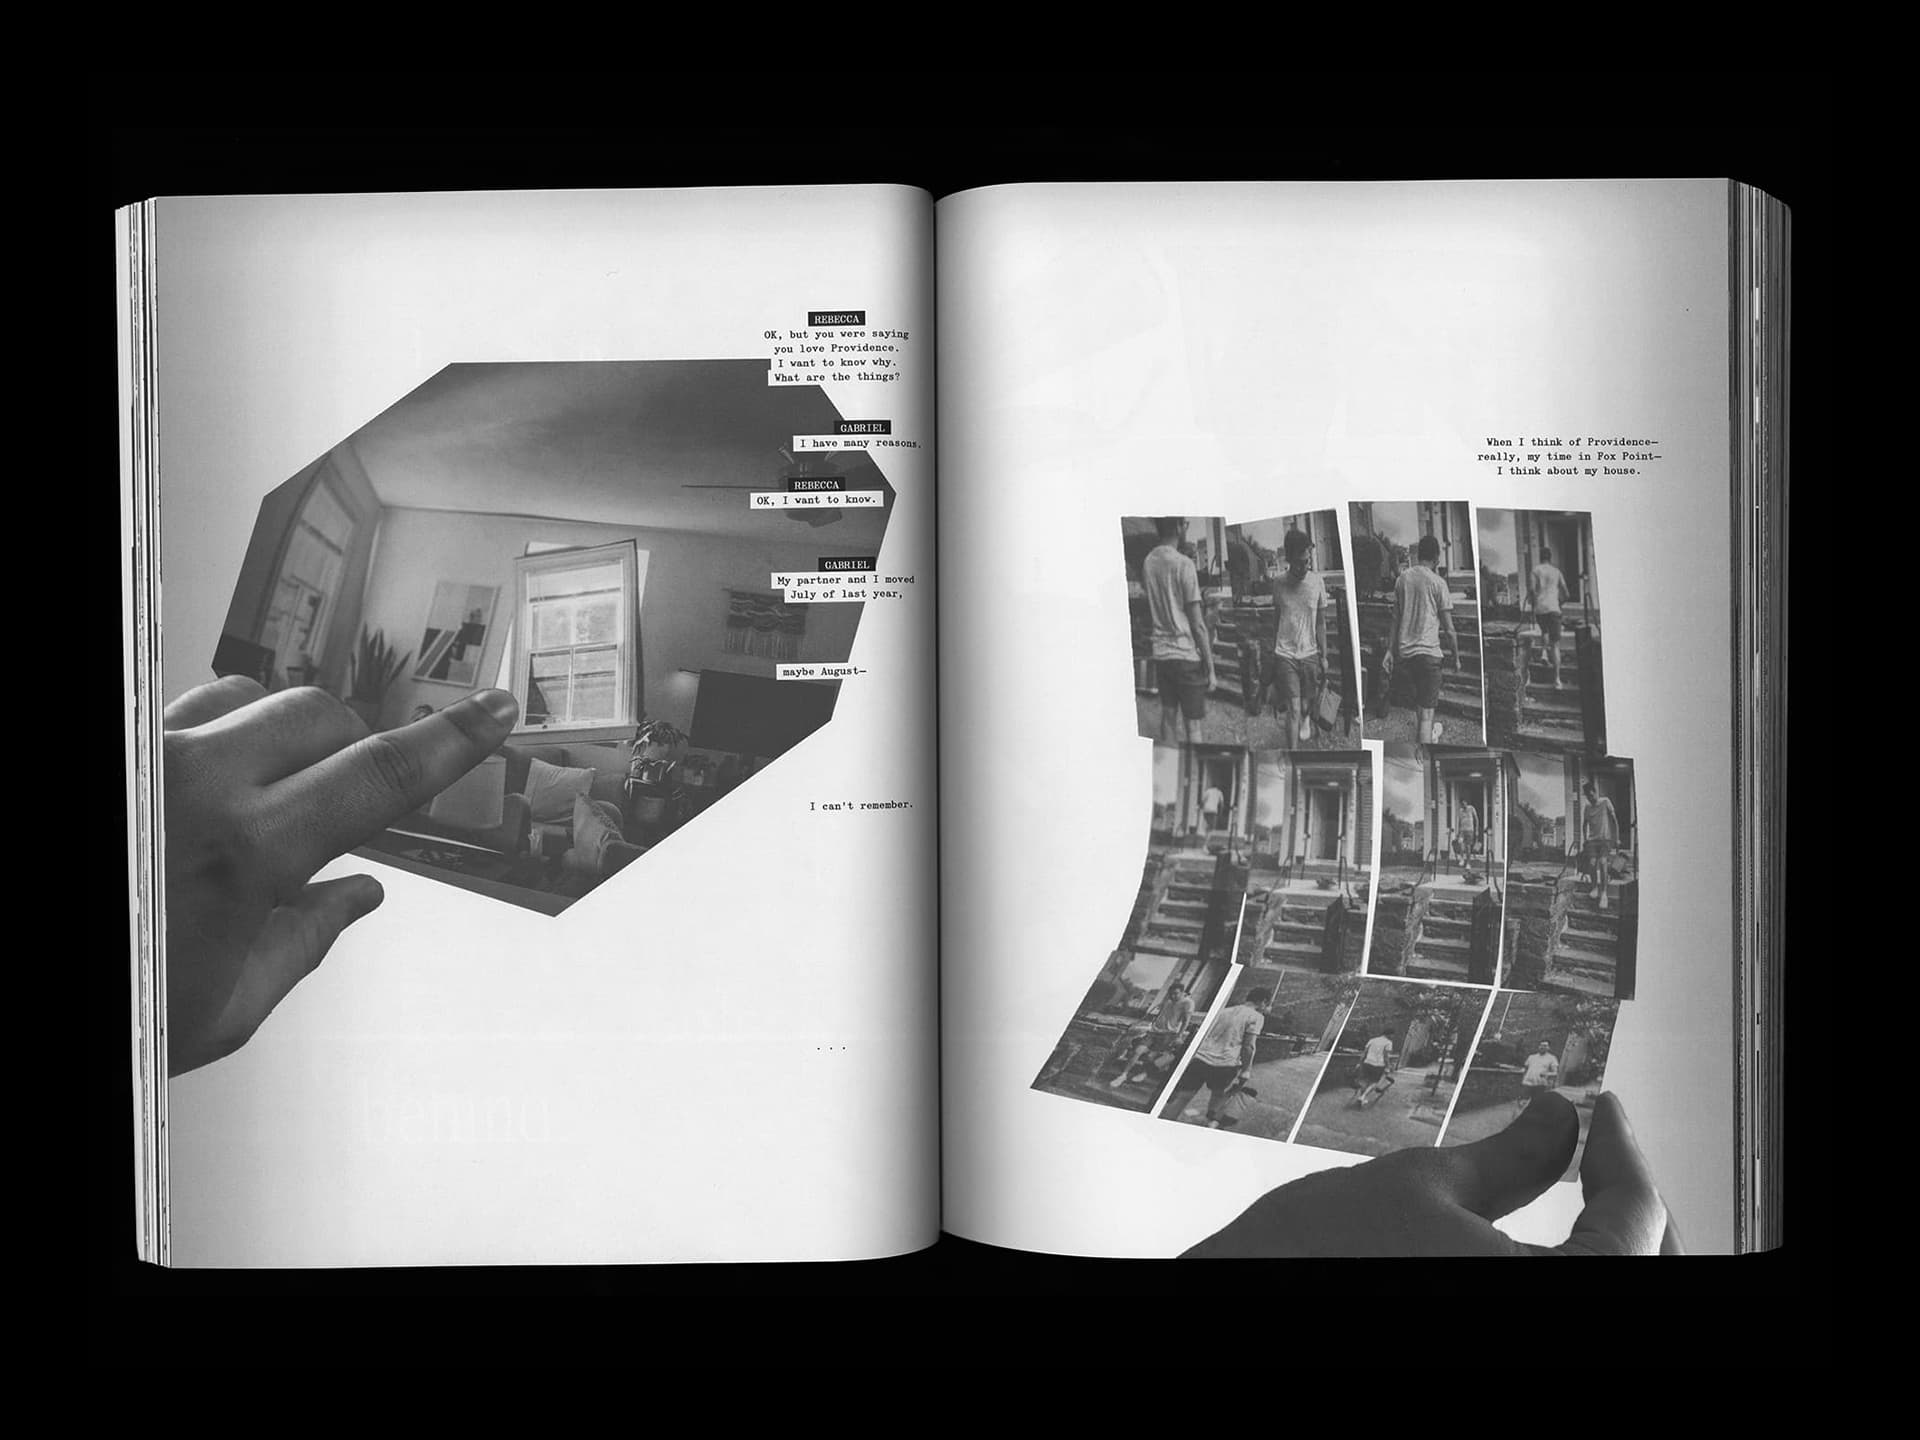 REBECCA
OK, but you were saying
you love Providence.
I want to know why.
What are the things?
GABRIEL
I have many reasons.
REBECCA
OK, I want to know.
GABRIEL
My partner and I moved
July of last year,
maybe August—
I can't remember.
. . .
behind
When I think of Providence—
really, my time in Fox Point—
I think about my house.